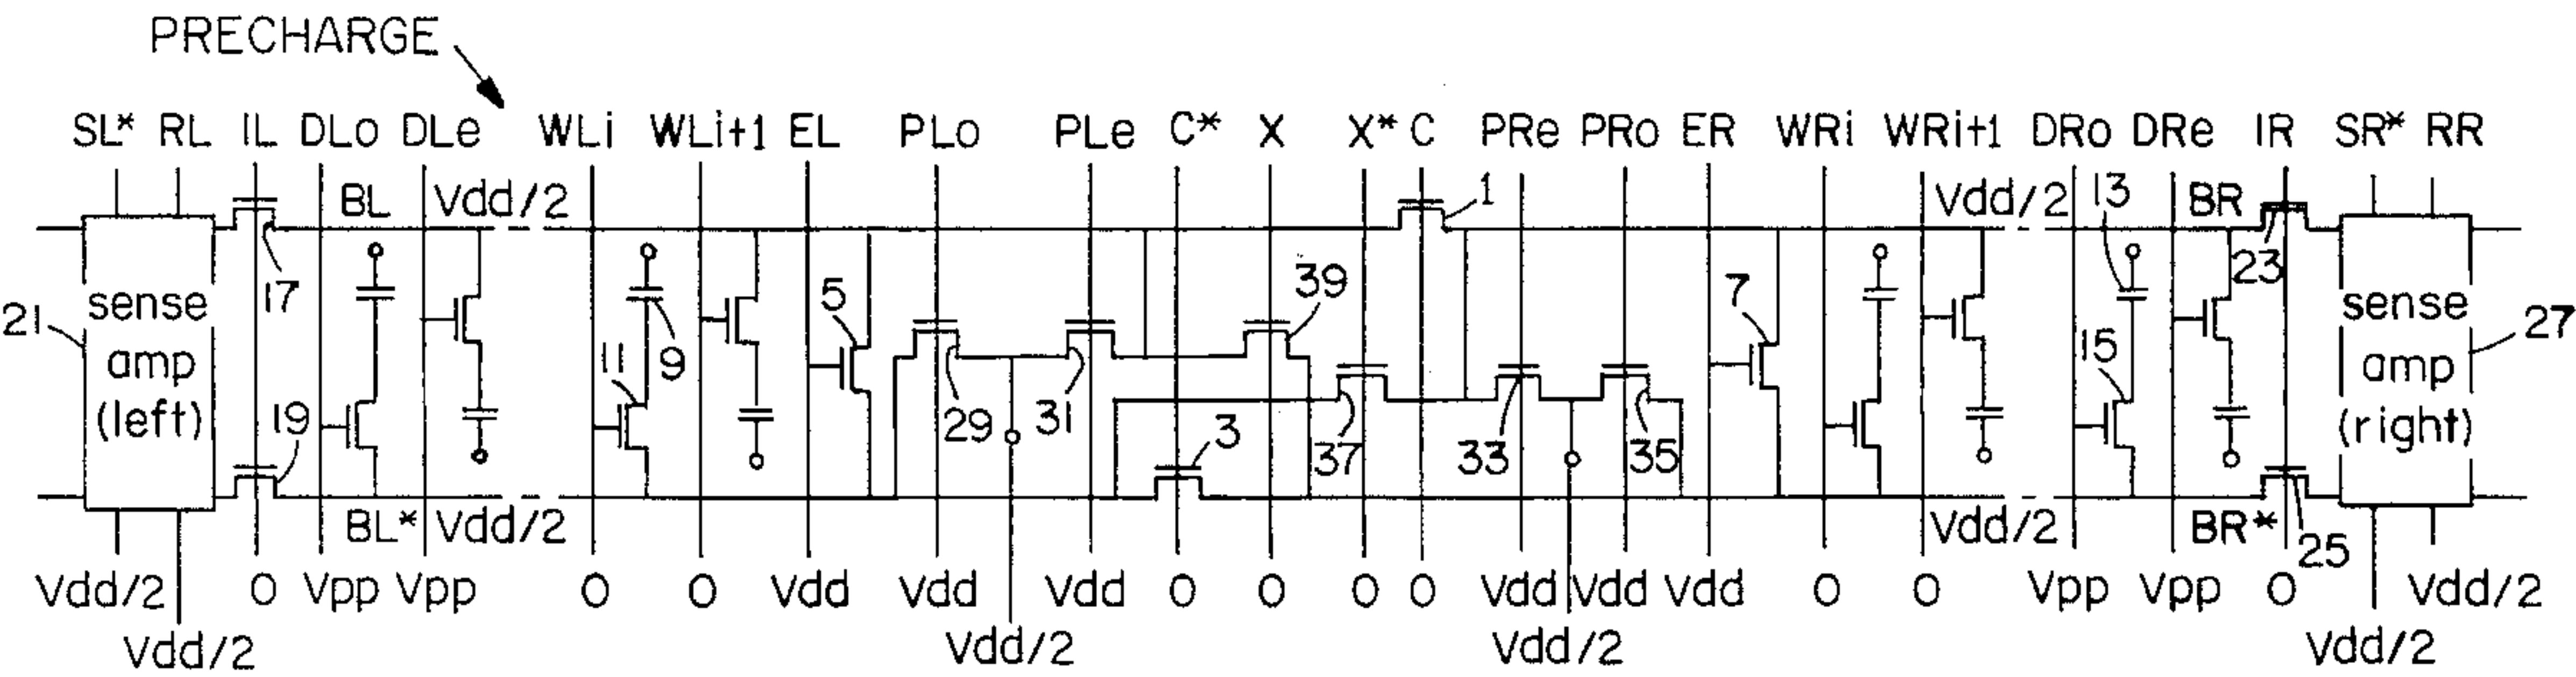 PRECHARGE
SL* RL IL DLo DLe WLi WLi+1 EL PLo PLe C* X X* C PRe PRo ER WRi WRi+1 DRo DRe IR SR* RR
BL Vdd/2 1 Vdd/2 13 BR
17 9 5 39 7 23
21 sense amp (left) 11 29 31 37 33 35 15 sense amp (right) 27
19 3
BL* Vdd/2 Vdd/2 BR* 25
Vdd/2 0 Vpp Vpp 0 0 Vdd Vdd Vdd 0 0 0 0 Vdd Vdd Vdd 0 0 Vpp Vpp 0 Vdd/2
Vdd/2 Vdd/2 Vdd/2 Vdd/2